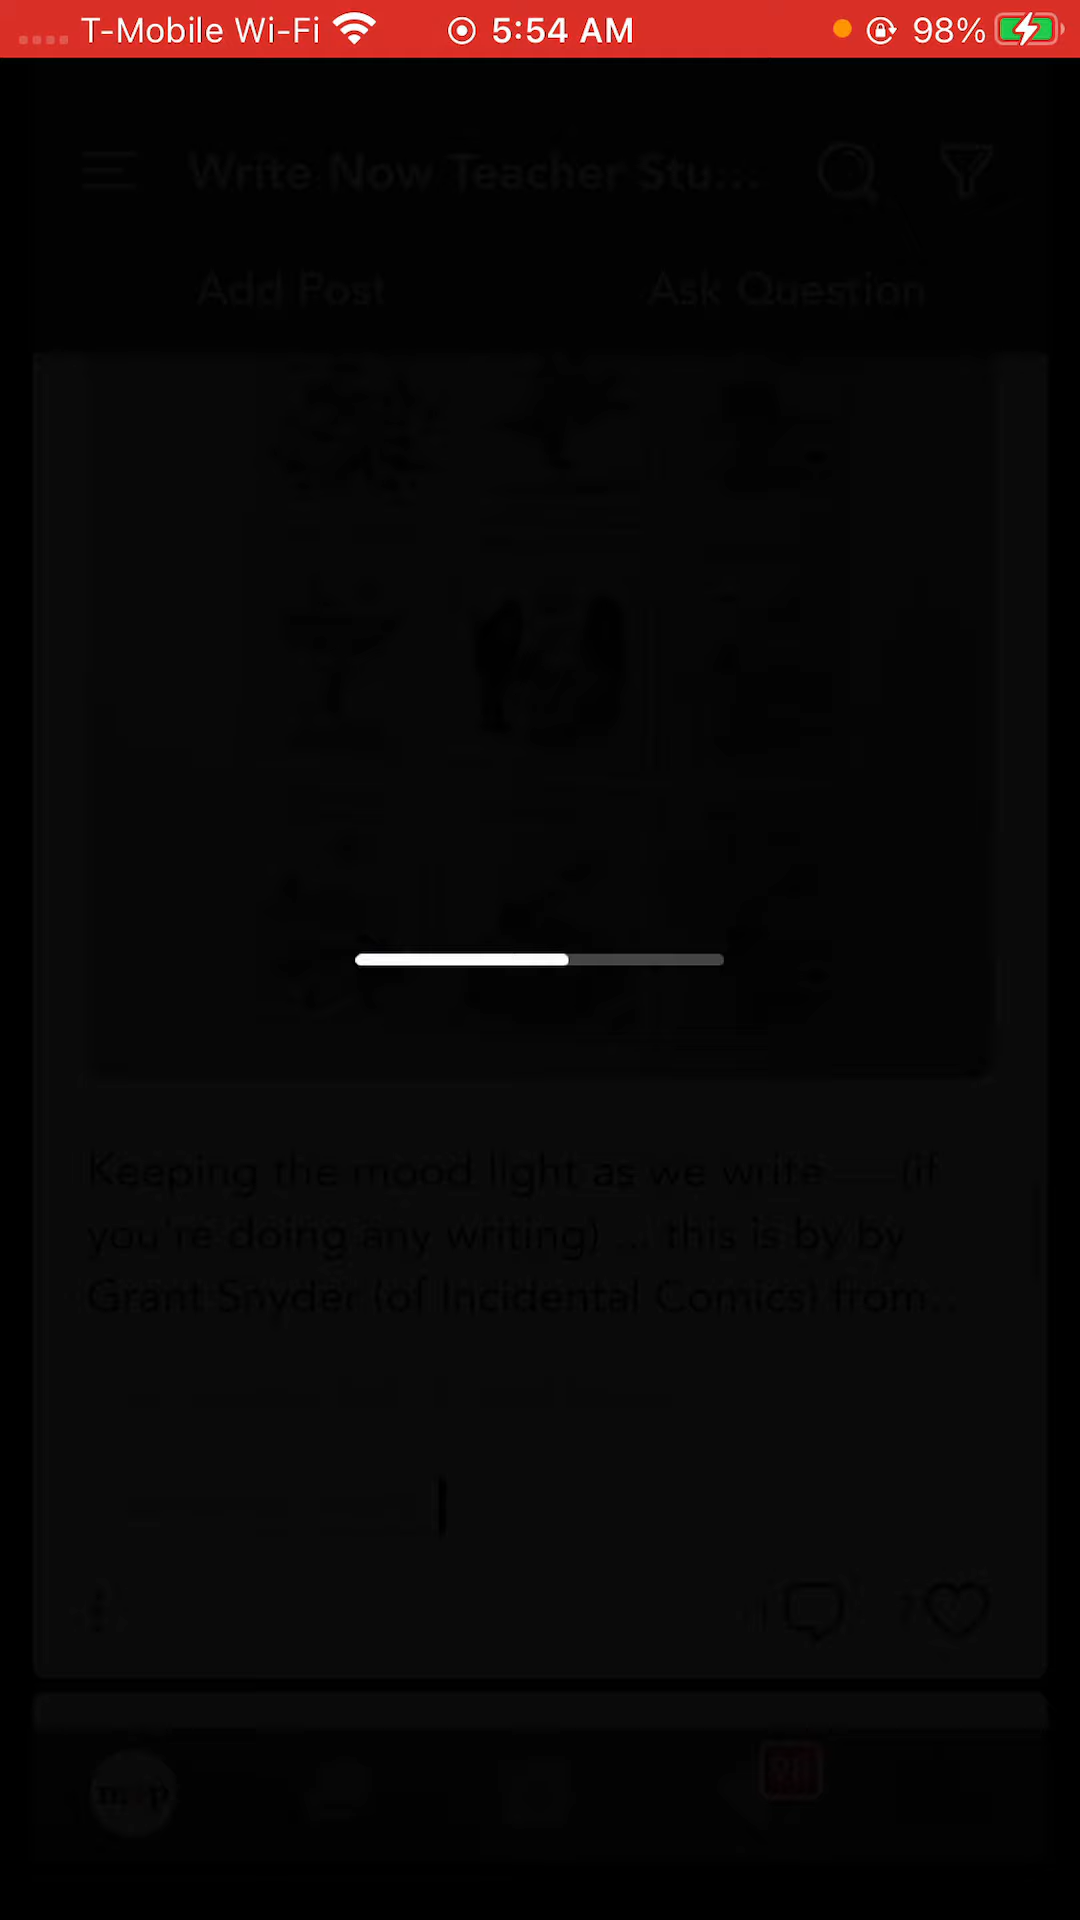 T-Mobile Wi-Fi 5:54 AM 98%
Write Now Teacher Stu...
Add Post Ask Question
Keeping the mood light as we write — (if
you're doing any writing) ... this is by by
Grant Snyder (of Incidental Comics) from..